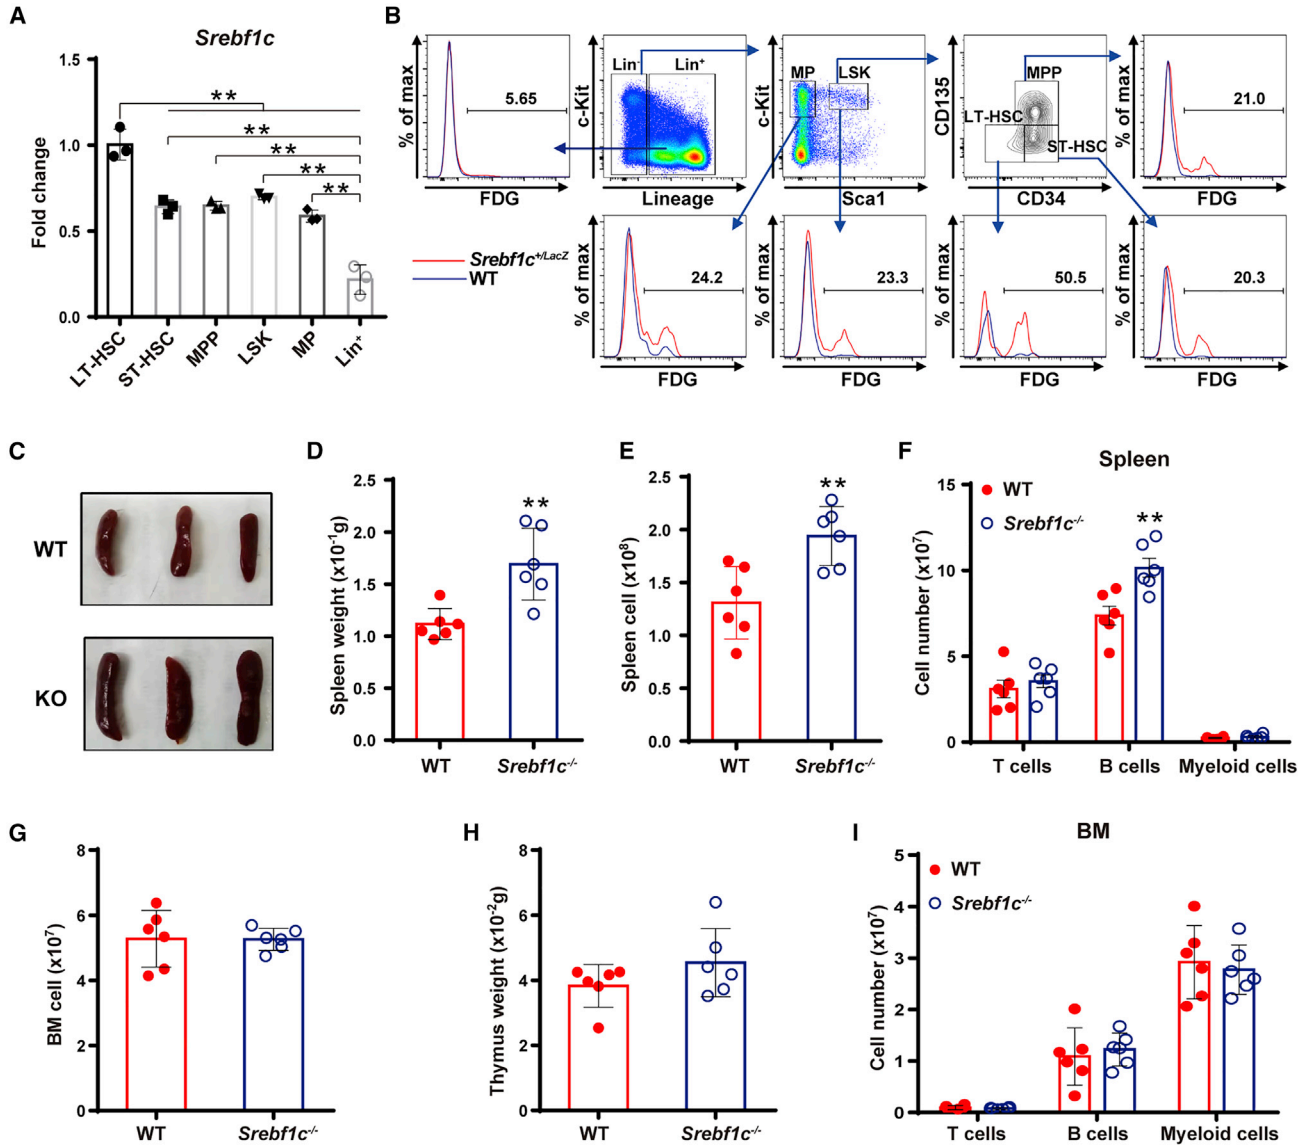 A
Srebf1c
Fold change
1.5
1.0
0.5
0.0
**
**
**
**
**
LT-HSC
ST-HSC
MPP
LSK
MP
Lin+
B
% of max
5.65
FDG
c-Kit
Lin-
Lin+
Lineage
c-Kit
MP
LSK
Sca1
CD135
MPP
LT-HSC
ST-HSC
CD34
% of max
21.0
FDG
Srebf1c+/LacZ
WT
% of max
24.2
FDG
% of max
23.3
FDG
% of max
50.5
FDG
% of max
20.3
FDG
C
WT
KO
D
Spleen weight (x10-1g)
2.5
2.0
1.5
1.0
0.5
0.0
**
WT
Srebf1c-/-
E
Spleen cell (x108)
2.5
2.0
1.5
1.0
0.5
0.0
**
WT
Srebf1c-/-
F
Spleen
Cell number (x107)
15
10
5
0
WT
Srebf1c-/-
**
T cells
B cells
Myeloid cells
G
BM cell (x107)
8
6
4
2
0
WT
Srebf1c-/-
H
Thymus weight (x10-2g)
8
6
4
2
0
WT
Srebf1c-/-
I
BM
Cell number (x107)
5
4
3
2
1
0
WT
Srebf1c-/-
T cells
B cells
Myeloid cells